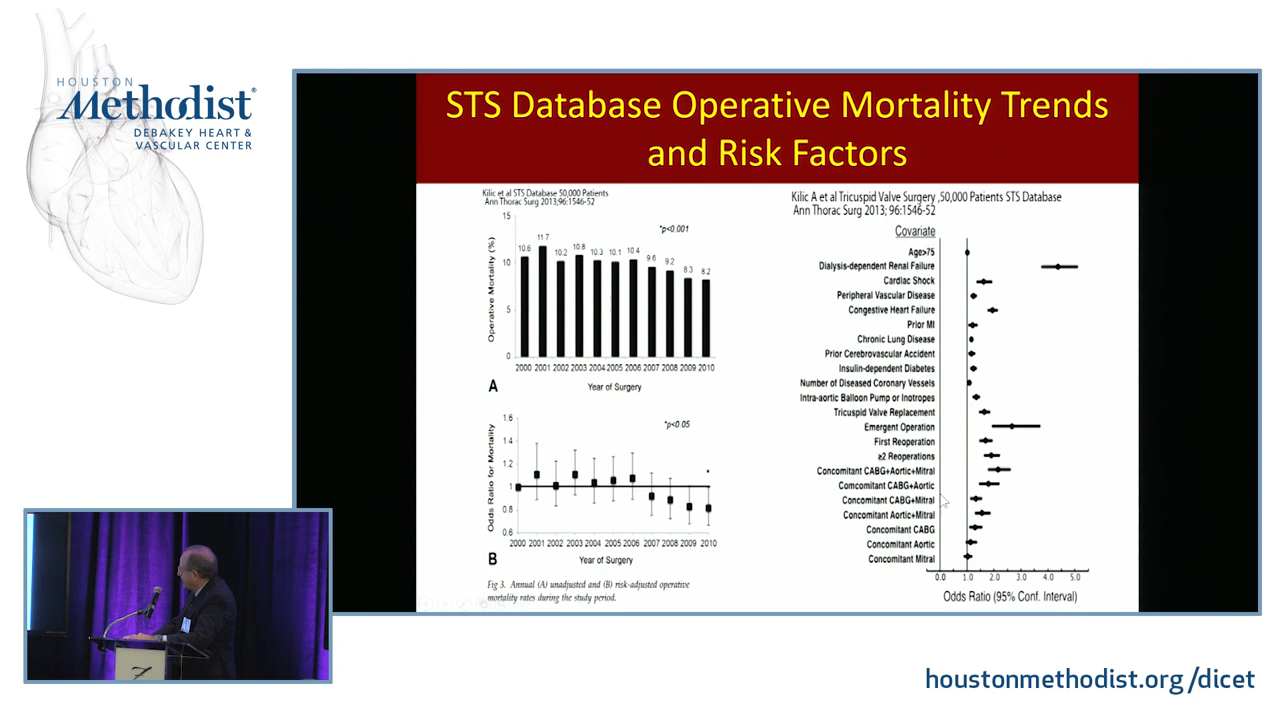 HOUSTON
Methodist®
DEBAKEY HEART &
VASCULAR CENTER
STS Database Operative Mortality Trends
and Risk Factors
Kilic et al STS Database 50,000 Patients
Ann Thorac Surg 2013;96:1546-52
15
10
5
0
Operative Mortality (%)
*p<0.001
10.6
11.7
10.2
10.8
10.3
10.1
10.4
9.6
9.2
8.3
8.2
2000 2001 2002 2003 2004 2005 2006 2007 2008 2009 2010
A
Year of Surgery
1.6
1.4
1.2
1
0.8
0.6
Odds Ratio for Mortality
*p<0.05
*
2000 2001 2002 2003 2004 2005 2006 2007 2008 2009 2010
B
Year of Surgery
Fig 3. Annual (A) unadjusted and (B) risk-adjusted operative
mortality rates during the study period.
Kilic A et al Tricuspid Valve Surgery ,50,000 Patients STS Database
Ann Thorac Surg 2013; 96:1546-52
Covariate
Age>75
Dialysis-dependent Renal Failure
Cardiac Shock
Peripheral Vascular Disease
Congestive Heart Failure
Prior MI
Chronic Lung Disease
Prior Cerebrovascular Accident
Insulin-dependent Diabetes
Number of Diseased Coronary Vessels
Intra-aortic Balloon Pump or Inotropes
Tricuspid Valve Replacement
Emergent Operation
First Reoperation
≥2 Reoperations
Concomitant CABG+Aortic+Mitral
Comcomitant CABG+Aortic
Concomitant CABG+Mitral
Concomitant Aortic+Mitral
Concomitant CABG
Concomitant Aortic
Concomitant Mitral
0.0 1.0 2.0 3.0 4.0 5.0
Odds Ratio (95% Conf. Interval)
houstonmethodist.org/dicet